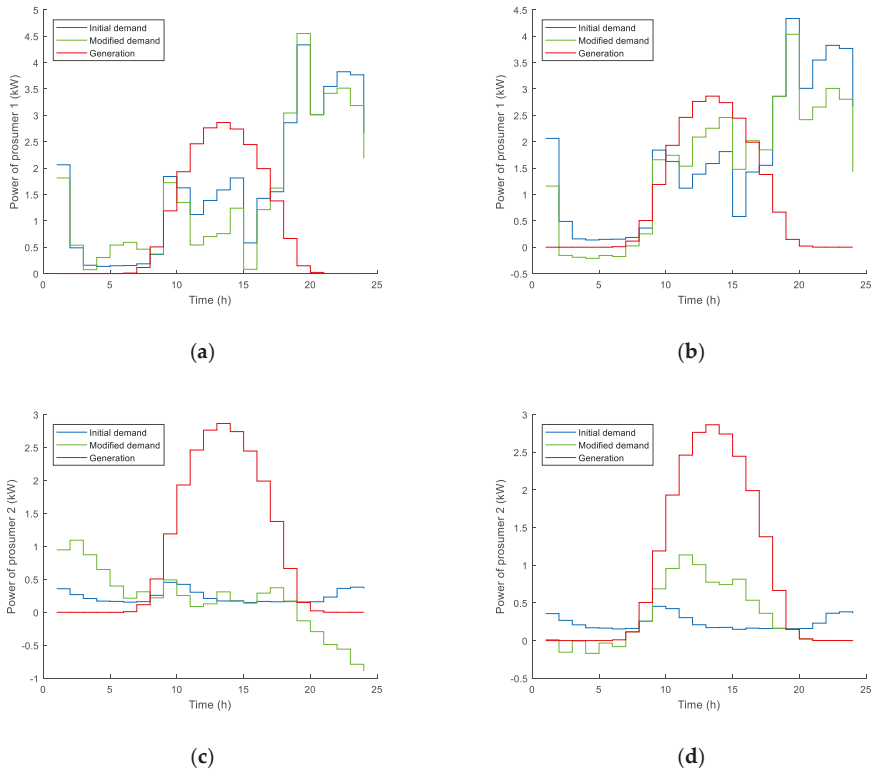 5
4.5
4
3.5
3
2.5
2
1.5
1
0.5
0
Power of prosumer 1 (kW)
Initial demand
Modified demand
Generation
0 5 10 15 20 25
Time (h)
(a)
4.5
4
3.5
3
2.5
2
1.5
1
0.5
0
-0.5
Power of prosumer 1 (kW)
Initial demand
Modified demand
Generation
0 5 10 15 20 25
Time (h)
(b)
3
2.5
2
1.5
1
0.5
0
-0.5
-1
Power of prosumer 2 (kW)
Initial demand
Modified demand
Generation
0 5 10 15 20 25
Time (h)
(c)
3
2.5
2
1.5
1
0.5
0
-0.5
Power of prosumer 2 (kW)
Initial demand
Modified demand
Generation
0 5 10 15 20 25
Time (h)
(d)